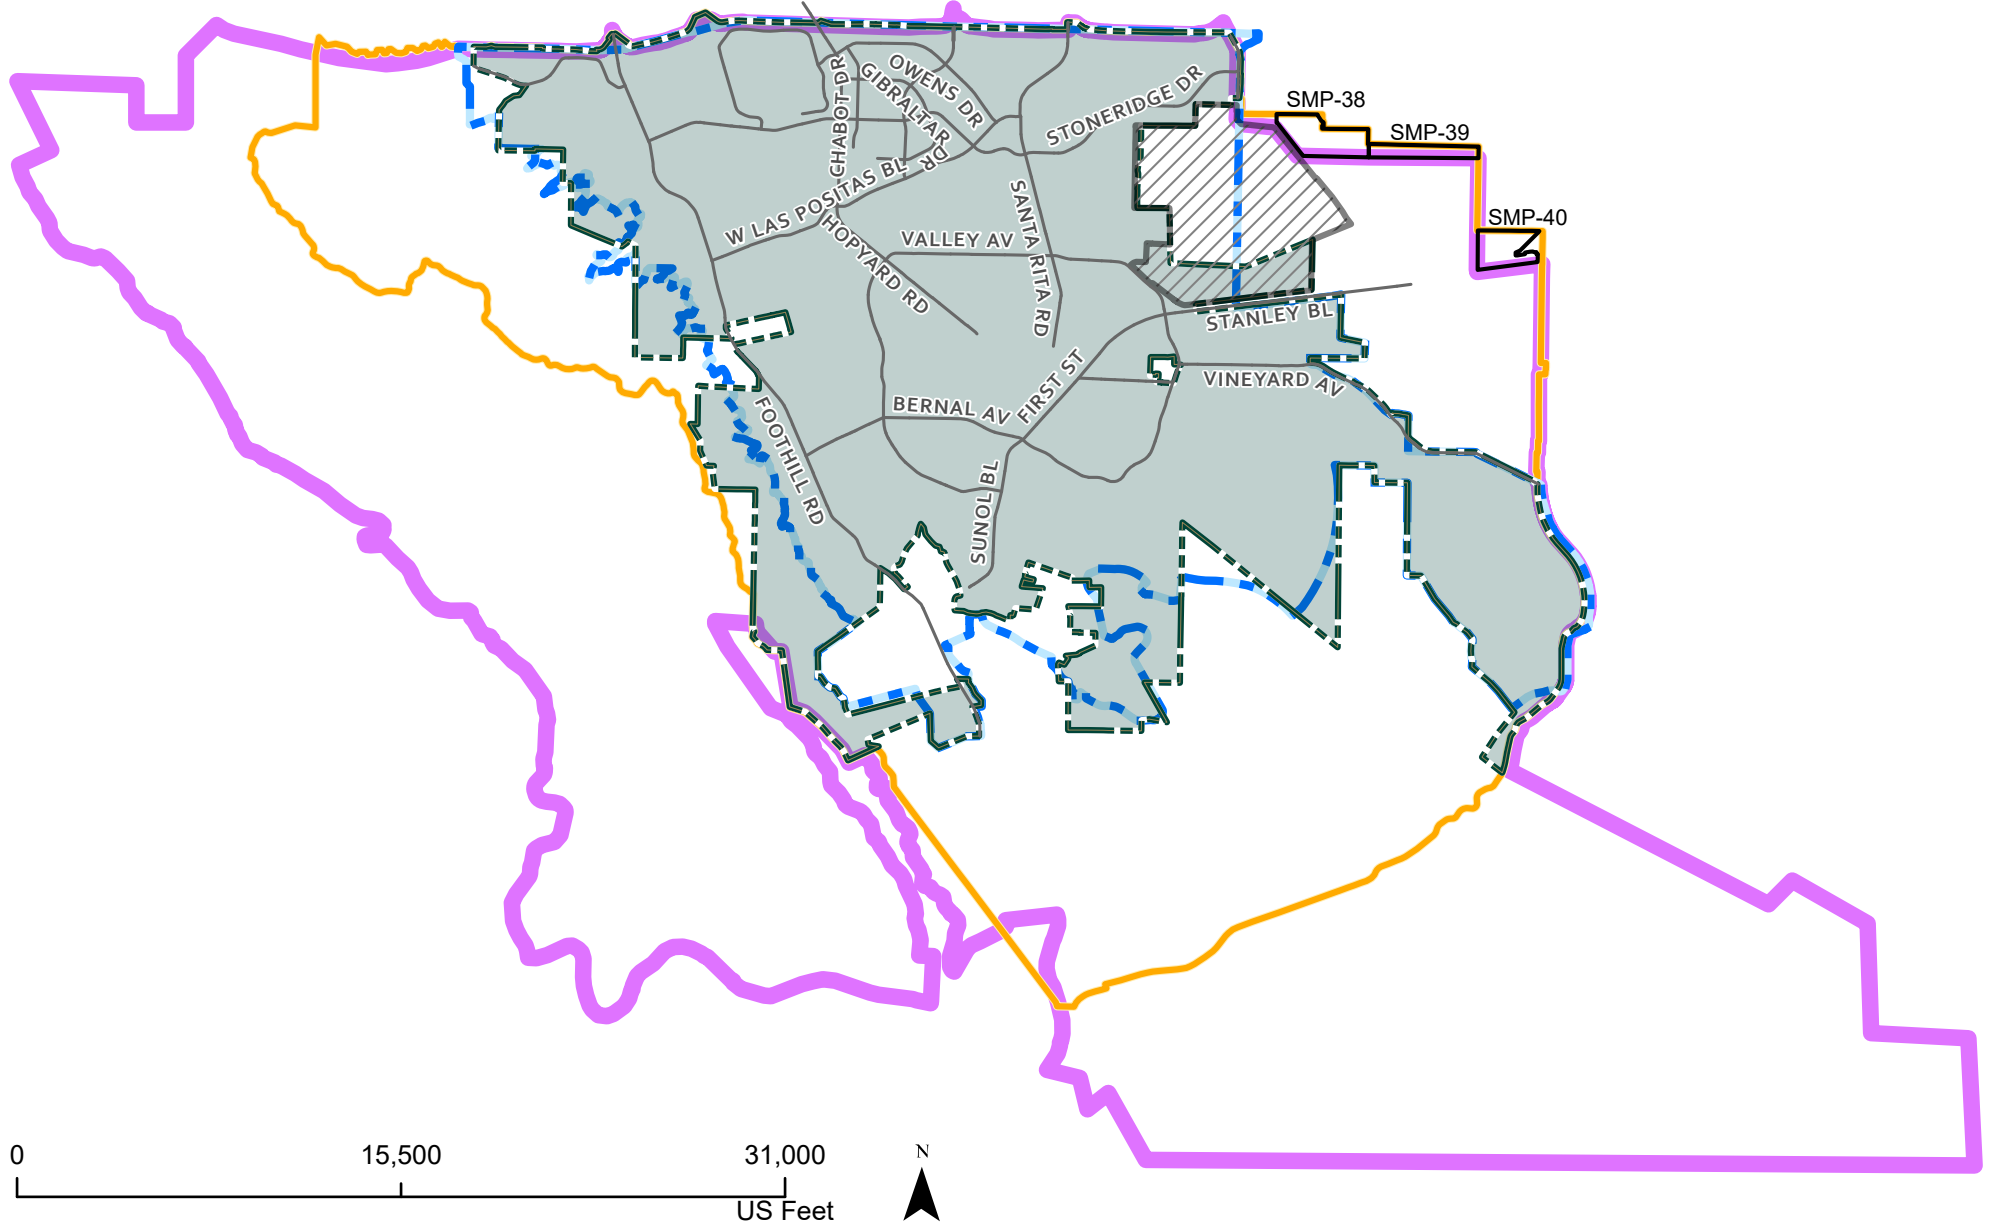 SMP-38
SMP-39
SMP-40
OWENS DR
GIBRALTAR DR
CHABOT DR
STONERIDGE DR
W LAS POSITAS BL
SANTA RITA RD
HOPYARD RD
VALLEY AV
STANLEY BL
VINEYARD AV
FIRST ST
BERNAL AV
FOOTHILL RD
SUNOL BL
0
15,500
31,000
US Feet
N